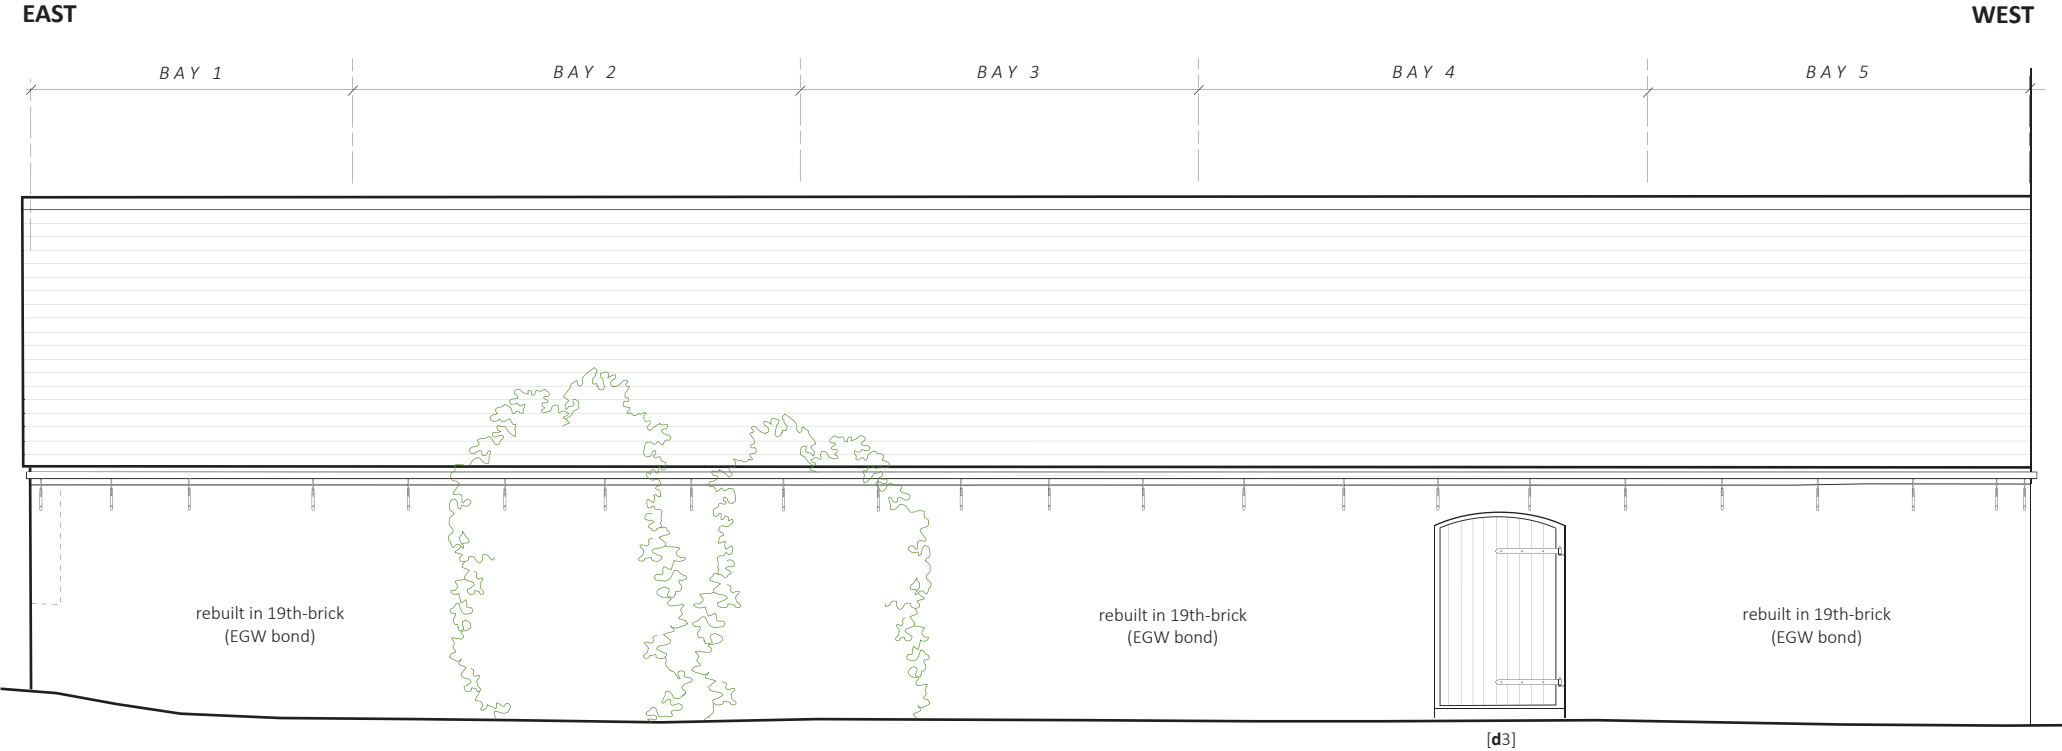 EAST WEST
BAY 1 BAY 2 BAY 3 BAY 4 BAY 5
rebuilt in 19th-brick
(EGW bond)
rebuilt in 19th-brick
(EGW bond)
rebuilt in 19th-brick
(EGW bond)
[d3]